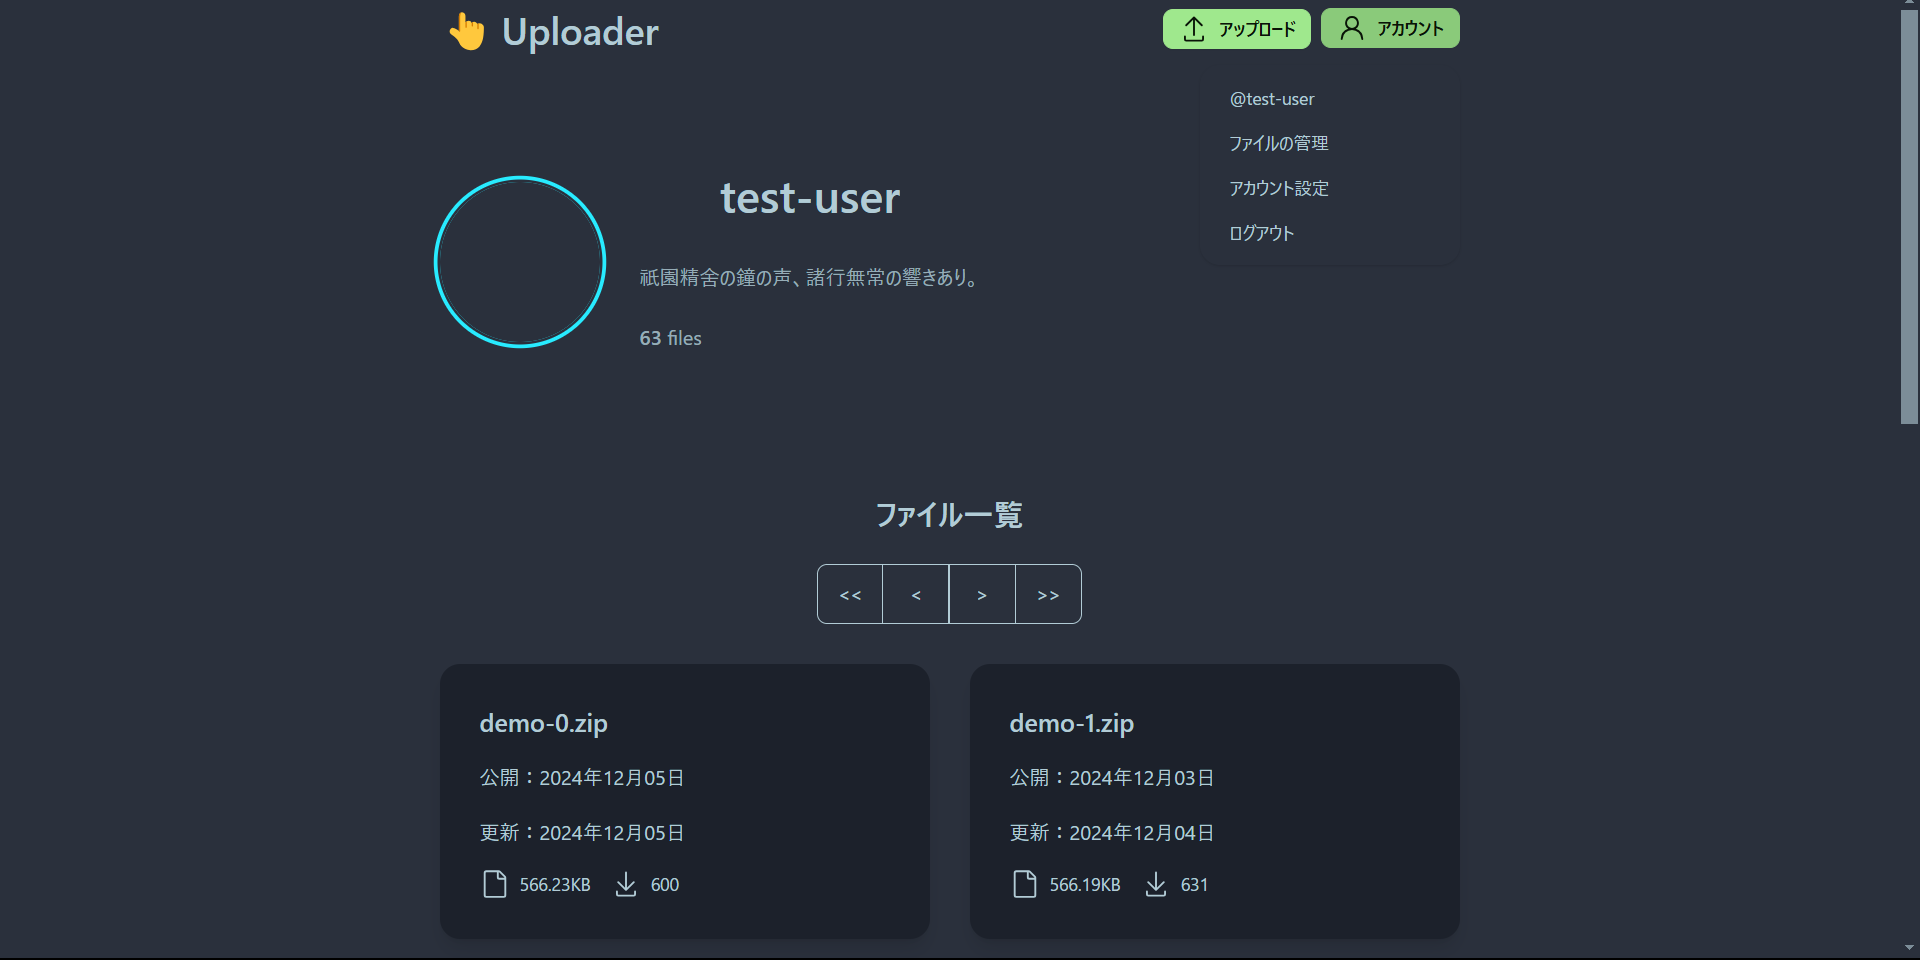 Uploader
アップロード
アカウント
@test-user
ファイルの管理
アカウント設定
ログアウト
test-user
祇園精舎の鐘の声、諸行無常の響きあり。
63 files
ファイル一覧
<< < > >>
demo-0.zip
公開：2024年12月05日
更新：2024年12月05日
566.23KB 600
demo-1.zip
公開：2024年12月03日
更新：2024年12月04日
566.19KB 631